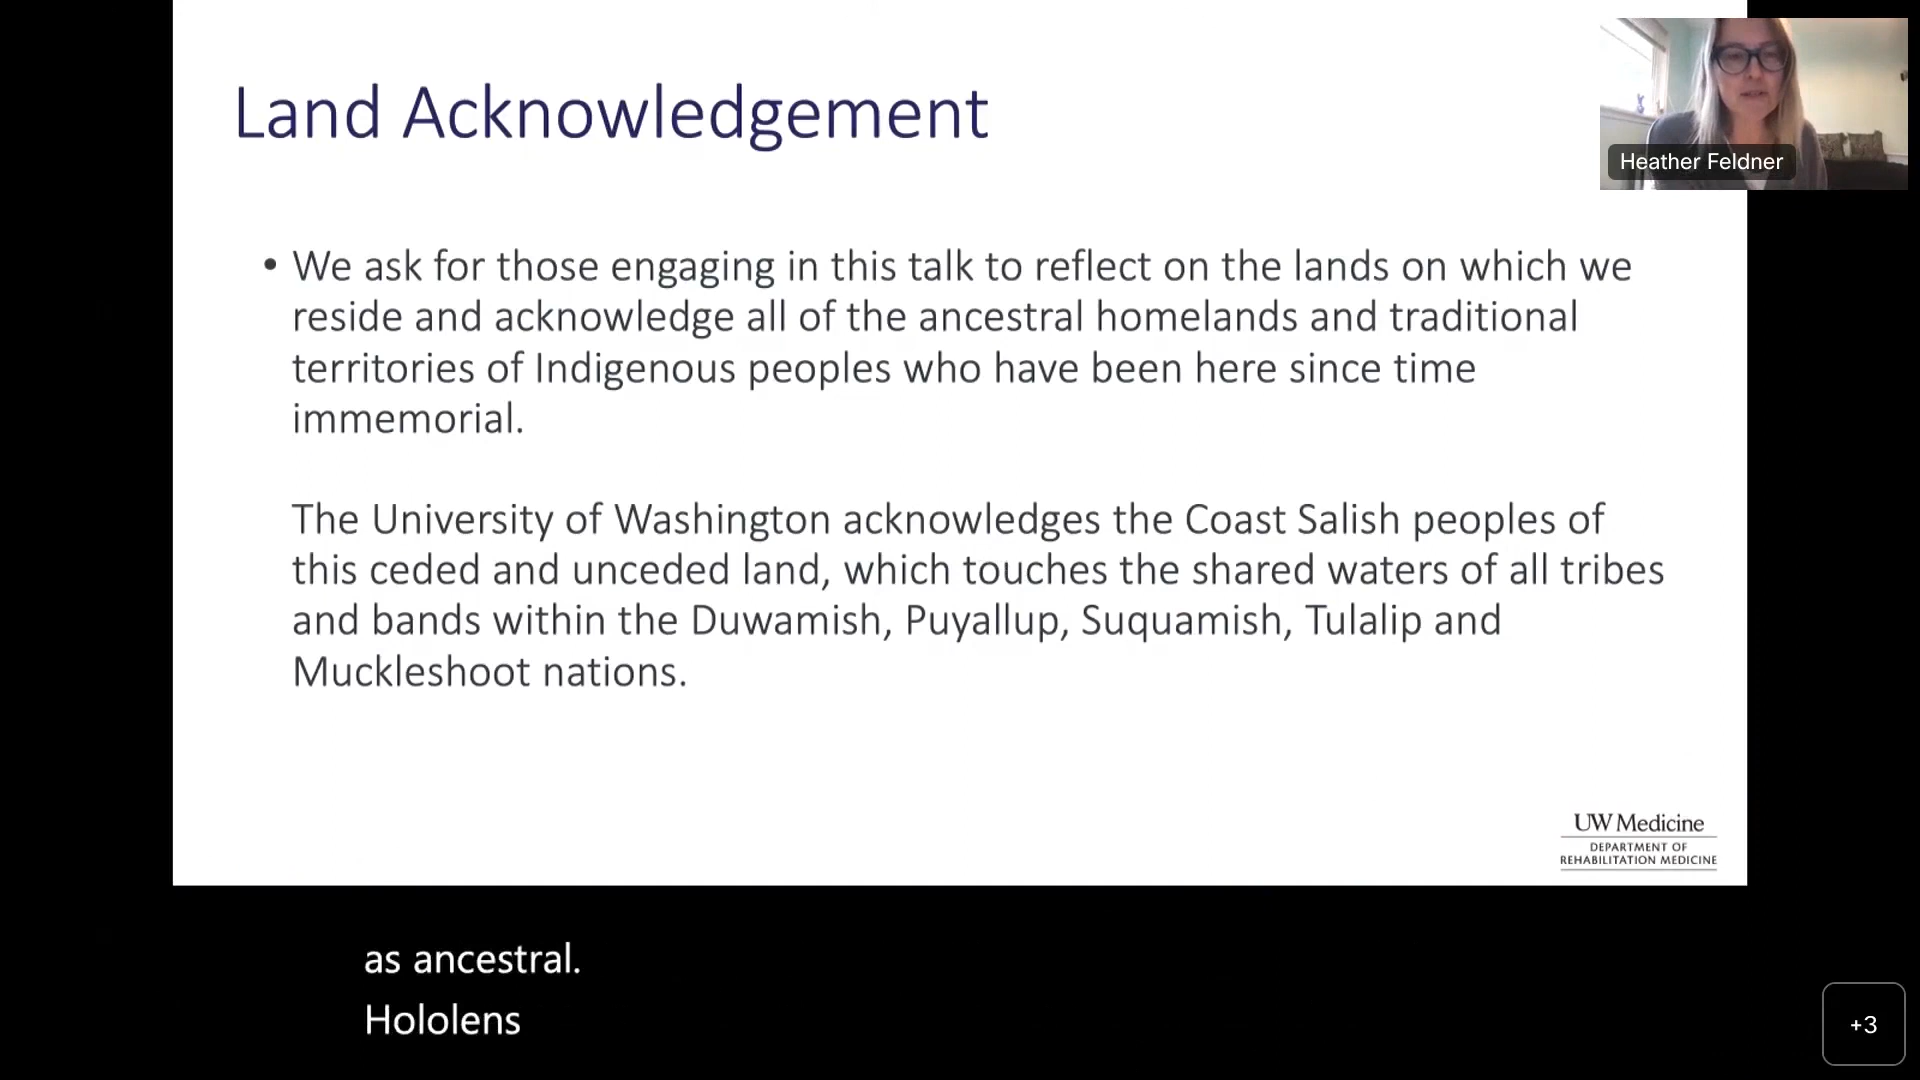 Land Acknowledgement
Heather Feldner
• We ask for those engaging in this talk to reflect on the lands on which we
reside and acknowledge all of the ancestral homelands and traditional
territories of Indigenous peoples who have been here since time
immemorial.
The University of Washington acknowledges the Coast Salish peoples of
this ceded and unceded land, which touches the shared waters of all tribes
and bands within the Duwamish, Puyallup, Suquamish, Tulalip and
Muckleshoot nations.
UW Medicine
DEPARTMENT OF
REHABILITATION MEDICINE
as ancestral.
Hololens
+3